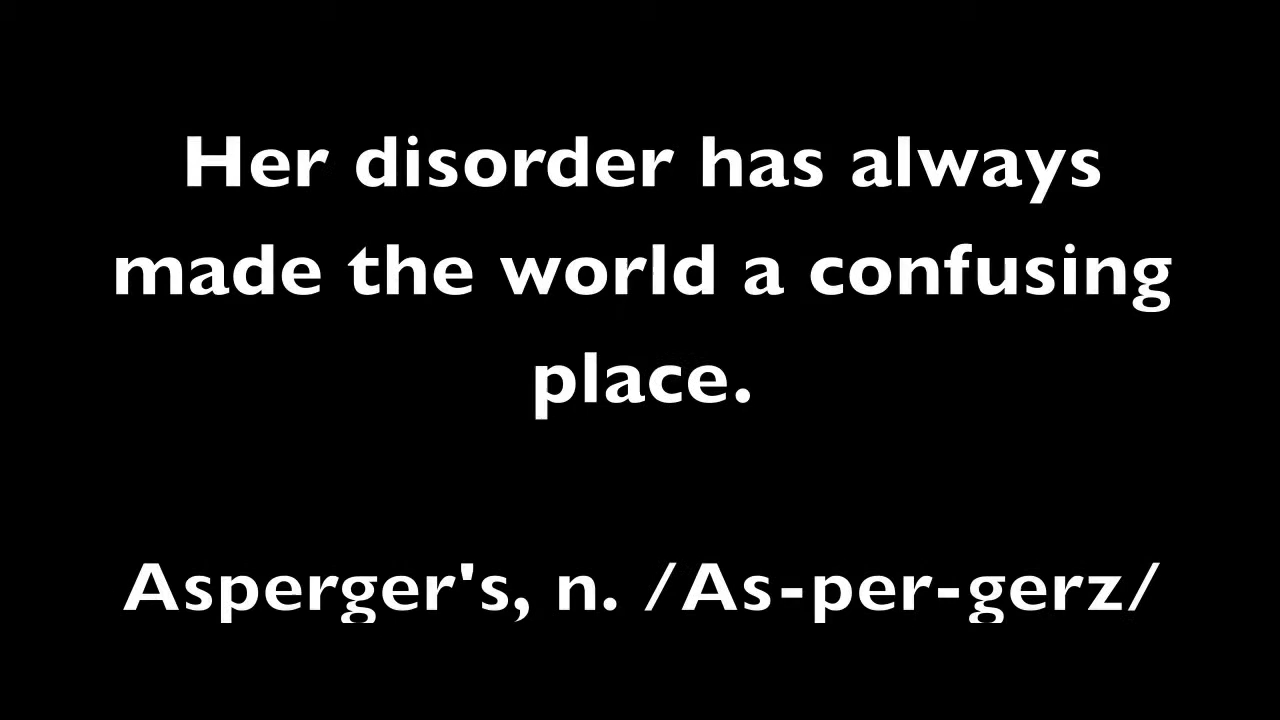 Her disorder has always
made the world a confusing
place.
Asperger's, n. /As-per-gerz/